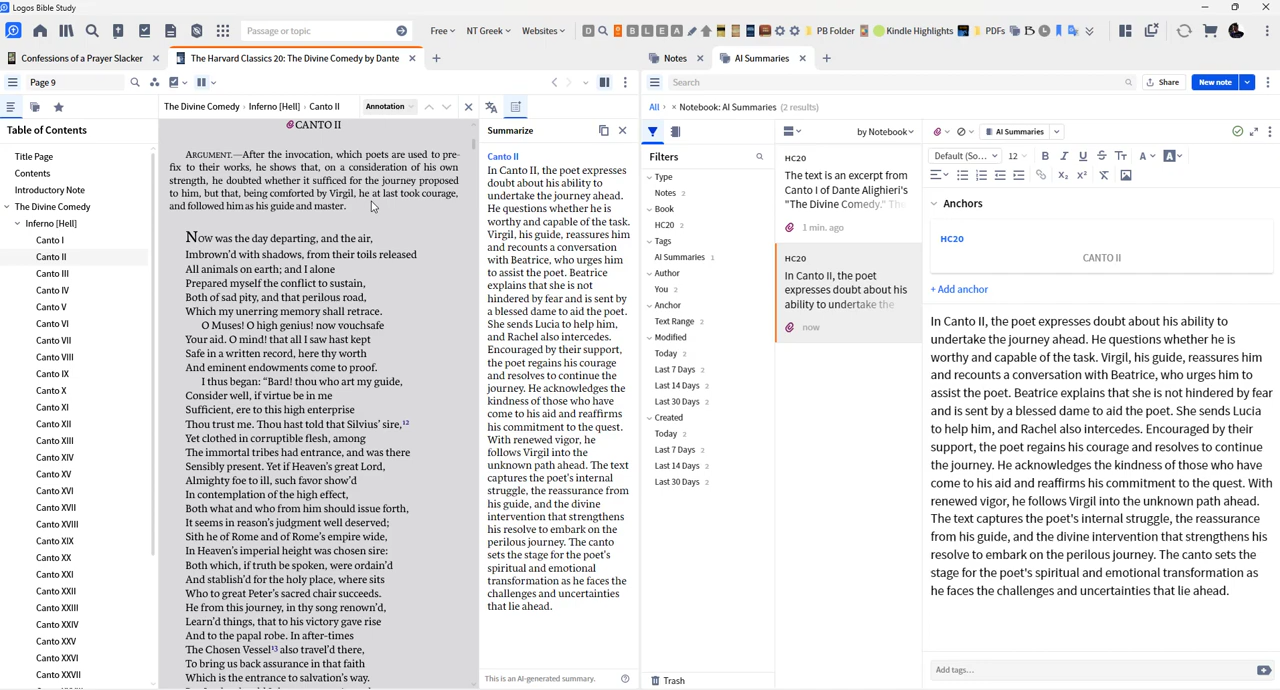 Logos Bible Study
Passage or topic
Free
NT Greek
Websites
D
B
L
E
A
PB Folder
Kindle Highlights
PDFs
Confessions of a Prayer Slacker
The Harvard Classics 20: The Divine Comedy by Dante
Notes
AI Summaries
Page 9
Search
Share
New note
The Divine Comedy › Inferno [Hell] › Canto II
Annotation
All › × Notebook: AI Summaries (2 results)
Table of Contents
Title Page
Contents
Introductory Note
The Divine Comedy
Inferno [Hell]
Canto I
Canto II
Canto III
Canto IV
Canto V
Canto VI
Canto VII
Canto VIII
Canto IX
Canto X
Canto XI
Canto XII
Canto XIII
Canto XIV
Canto XV
Canto XVI
Canto XVII
Canto XVIII
Canto XIX
Canto XX
Canto XXI
Canto XXII
Canto XXIII
Canto XXIV
Canto XXV
Canto XXVI
Canto XXVII
CANTO II
ARGUMENT.—After the invocation, which poets are used to pre-
fix to their works, he shows that, on a consideration of his own
strength, he doubted whether it sufficed for the journey proposed
to him, but that, being comforted by Virgil, he at last took courage,
and followed him as his guide and master.
Now was the day departing, and the air,
Imbrown’d with shadows, from their toils released
All animals on earth; and I alone
Prepared myself the conflict to sustain,
Both of sad pity, and that perilous road,
Which my unerring memory shall retrace.
O Muses! O high genius! now vouchsafe
Your aid. O mind! that all I saw hast kept
Safe in a written record, here thy worth
And eminent endowments come to proof.
I thus began: “Bard! thou who art my guide,
Consider well, if virtue be in me
Sufficient, ere to this high enterprise
Thou trust me. Thou hast told that Silvius’ sire,12
Yet clothed in corruptible flesh, among
The immortal tribes had entrance, and was there
Sensibly present. Yet if Heaven’s great Lord,
Almighty foe to ill, such favor show’d
In contemplation of the high effect,
Both what and who from him should issue forth,
It seems in reason’s judgment well deserved;
Sith he of Rome and of Rome’s empire wide,
In Heaven’s imperial height was chosen sire:
Both which, if truth be spoken, were ordain’d
And stablish’d for the holy place, where sits
Who to great Peter’s sacred chair succeeds.
He from this journey, in thy song renown’d,
Learn’d things, that to his victory gave rise
And to the papal robe. In after-times
The Chosen Vessel13 also travel’d there,
To bring us back assurance in that faith
Which is the entrance to salvation’s way.
Summarize
Canto II
In Canto II, the poet expresses
doubt about his ability to
undertake the journey ahead.
He questions whether he is
worthy and capable of the task.
Virgil, his guide, reassures him
and recounts a conversation
with Beatrice, who urges him
to assist the poet. Beatrice
explains that she is not
hindered by fear and is sent by
a blessed dame to aid the poet.
She sends Lucia to help him,
and Rachel also intercedes.
Encouraged by their support,
the poet regains his courage
and resolves to continue the
journey. He acknowledges the
kindness of those who have
come to his aid and reaffirms
his commitment to the quest.
With renewed vigor, he
follows Virgil into the
unknown path ahead. The text
captures the poet's internal
struggle, the reassurance from
his guide, and the divine
intervention that strengthens
his resolve to embark on the
perilous journey. The canto
sets the stage for the poet's
spiritual and emotional
transformation as he faces the
challenges and uncertainties
that lie ahead.
This is an AI-generated summary.
Filters
Type
Notes 2
Book
HC20 2
Tags
AI Summaries 1
Author
You 2
Anchor
Text Range 2
Modified
Today 2
Last 7 Days 2
Last 14 Days 2
Last 30 Days 2
Created
Today 2
Last 7 Days 2
Last 14 Days 2
Last 30 Days 2
Trash
by Notebook
HC20
The text is an excerpt from
Canto I of Dante Alighieri's
"The Divine Comedy." The
1 min. ago
HC20
In Canto II, the poet
expresses doubt about his
ability to undertake the
now
AI Summaries
Default (So...
12
B I U S TT A A
X₂ X²
Anchors
HC20
CANTO II
+ Add anchor
In Canto II, the poet expresses doubt about his ability to
undertake the journey ahead. He questions whether he is
worthy and capable of the task. Virgil, his guide, reassures him
and recounts a conversation with Beatrice, who urges him to
assist the poet. Beatrice explains that she is not hindered by fear
and is sent by a blessed dame to aid the poet. She sends Lucia
to help him, and Rachel also intercedes. Encouraged by their
support, the poet regains his courage and resolves to continue
the journey. He acknowledges the kindness of those who have
come to his aid and reaffirms his commitment to the quest. With
renewed vigor, he follows Virgil into the unknown path ahead.
The text captures the poet's internal struggle, the reassurance
from his guide, and the divine intervention that strengthens his
resolve to embark on the perilous journey. The canto sets the
stage for the poet's spiritual and emotional transformation as
he faces the challenges and uncertainties that lie ahead.
Add tags...